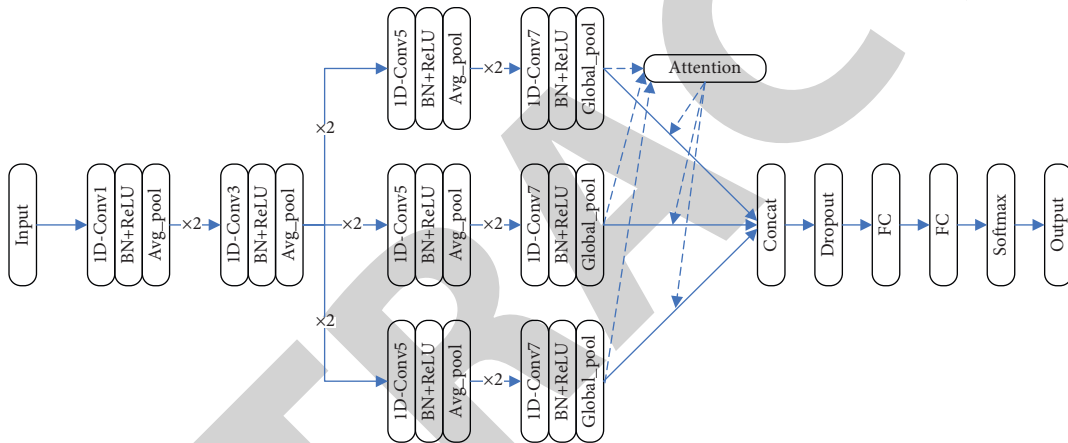 Input
1D-Conv1
BN+ReLU
Avg_pool
×2
1D-Conv3
BN+ReLU
Avg_pool
×2
×2
×2
1D-Conv5
BN+ReLU
Avg_pool
×2
1D-Conv7
BN+ReLU
Global_pool
1D-Conv5
BN+ReLU
Avg_pool
×2
1D-Conv7
BN+ReLU
Global_pool
1D-Conv5
BN+ReLU
Avg_pool
×2
1D-Conv7
BN+ReLU
Global_pool
Attention
Concat
Dropout
FC
FC
Softmax
Output
TRAC